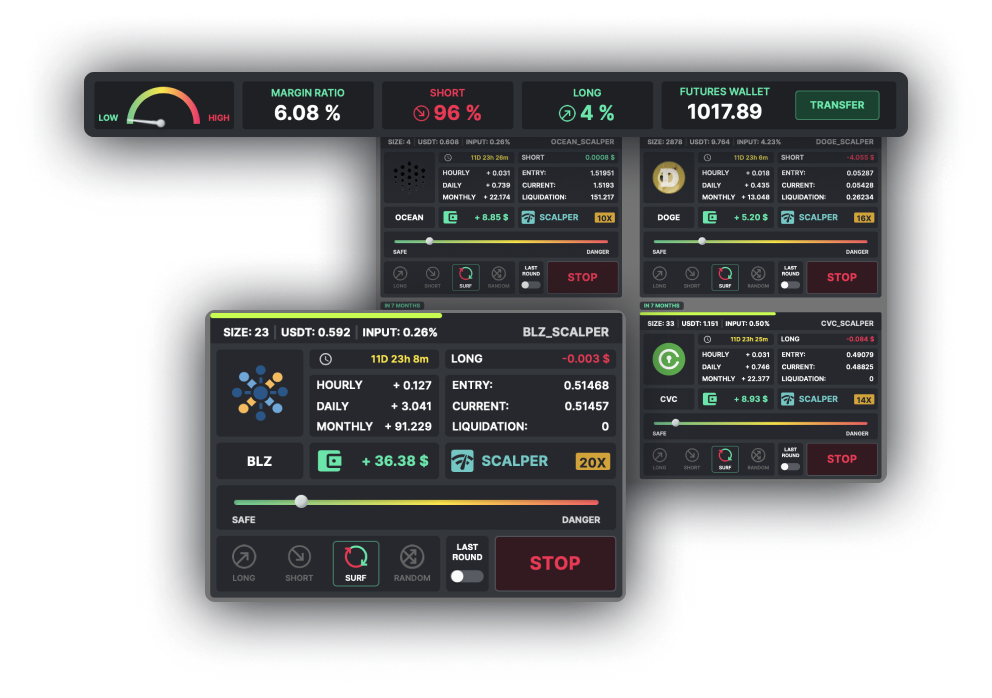 LOW
HIGH
MARGIN RATIO
6.08 %
SHORT
96 %
LONG
4 %
FUTURES WALLET
1017.89
TRANSFER
SIZE: 4 | USDT: 0.608 | INPUT: 0.26% OCEAN_SCALPER
11D 23h 26m SHORT 0.0008 $
HOURLY + 0.031 ENTRY: 1.51951
DAILY + 0.739 CURRENT: 1.5193
MONTHLY + 22.174 LIQUIDATION: 151.217
OCEAN + 8.85 $ SCALPER 10X
SAFE DANGER
LONG SHORT SURF RANDOM
LAST ROUND
STOP
SIZE: 2878 | USDT: 9.764 | INPUT: 4.23% DOGE_SCALPER
11D 23h 6m SHORT -4.055 $
HOURLY + 0.018 ENTRY: 0.05287
DAILY + 0.435 CURRENT: 0.05428
MONTHLY + 13.048 LIQUIDATION: 0.26234
DOGE + 5.20 $ SCALPER 16X
SAFE DANGER
LONG SHORT SURF RANDOM
LAST ROUND
STOP
IN 7 MONTHS
SIZE: 23 | USDT: 0.592 | INPUT: 0.26% BLZ_SCALPER
11D 23h 8m LONG -0.003 $
HOURLY + 0.127 ENTRY: 0.51468
DAILY + 3.041 CURRENT: 0.51457
MONTHLY + 91.229 LIQUIDATION: 0
BLZ + 36.38 $ SCALPER 20X
SAFE DANGER
LONG SHORT SURF RANDOM
LAST
ROUND
STOP
IN 7 MONTHS
SIZE: 33 | USDT: 1.151 | INPUT: 0.50% CVC_SCALPER
11D 23h 25m LONG -0.084 $
HOURLY + 0.031 ENTRY: 0.49079
DAILY + 0.746 CURRENT: 0.48825
MONTHLY + 22.377 LIQUIDATION: 0
CVC + 8.93 $ SCALPER 14X
SAFE DANGER
LONG SHORT SURF RANDOM
LAST ROUND
STOP